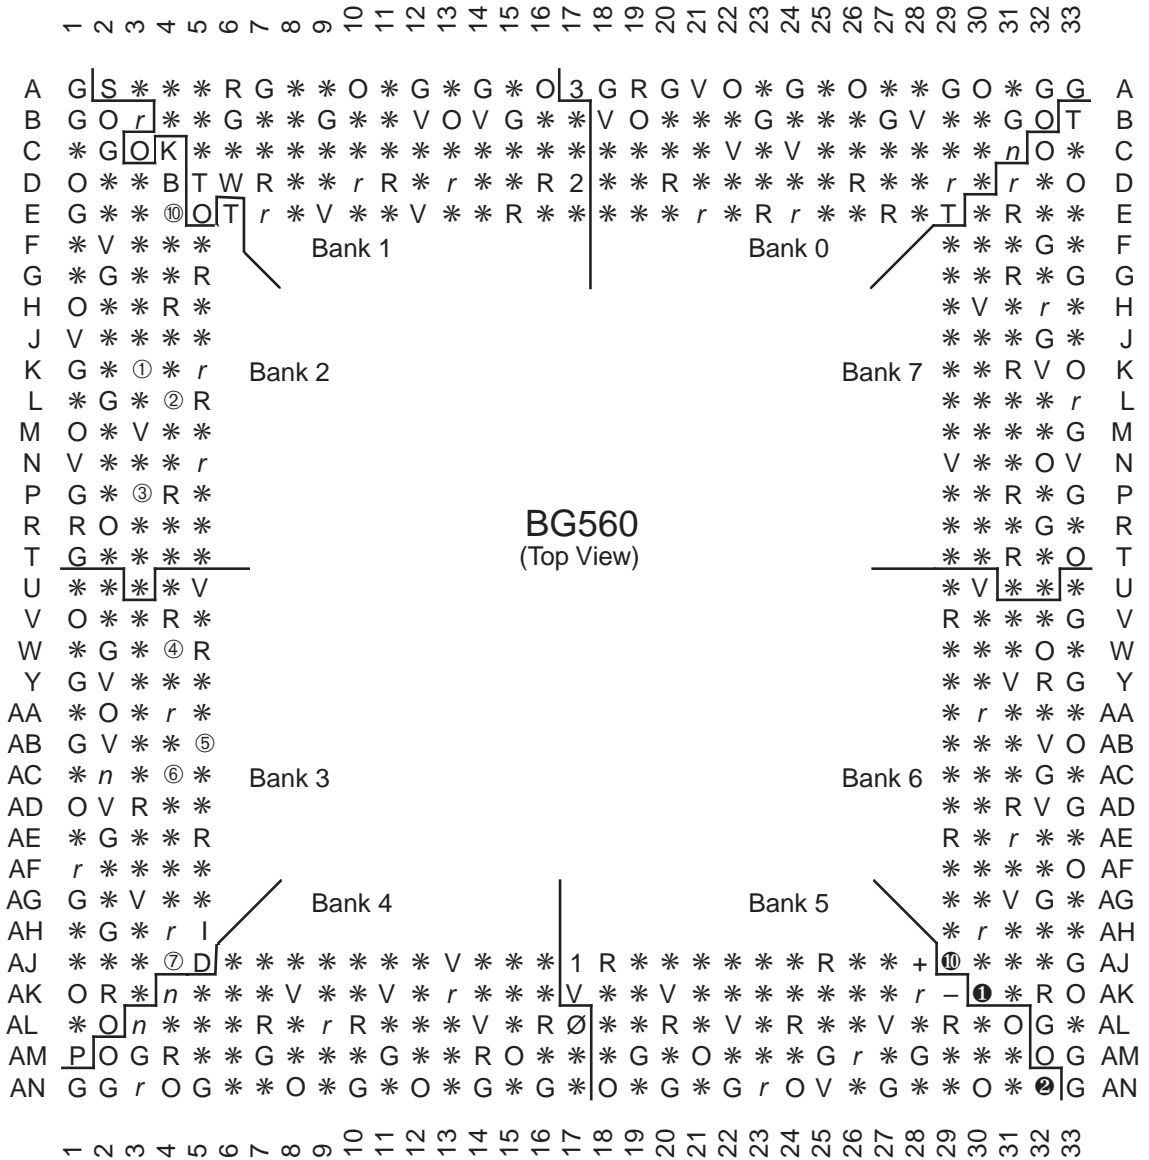 1 2 3 4 5 6 7 8 9 10 11 12 13 14 15 16 17 18 19 20 21 22 23 24 25 26 27 28 29 30 31 32 33
A G S * * * R G * * O * G * G * O 3 G R G V O * G * O * * G O * G G A
B G O r * * G * * G * * V O V G * * V O * * * G * * * G V * * G O T B
C * G O K * * * * * * * * * * * * * * * * * V * V * * * * * * n O * C
D O * * B T W R * * r R * r * * R 2 * * R * * * * * R * * r * r * O D
E G * * ⑩ O T r * V * * V * * R * * * * * r * R r * * R * T * R * * E
F * V * * * Bank 1 Bank 0 * * * G * F
G * G * * R * * R * G G
H O * * R * * V * r * H
J V * * * * * * * G * J
K G * ① * r Bank 2 Bank 7 * * R V O K
L * G * ② R * * * * r L
M O * V * * * * * * G M
N V * * * r V * * O V N
P G * ③ R * * * R * G P
R R O * * * BG560 * * * G * R
T G * * * * (Top View) * * R * O T
U * * * * V * V * * * U
V O * * R * R * * * G V
W * G * ④ R * * * O * W
Y G V * * * * * V R G Y
AA * O * r * * r * * * AA
AB G V * * ⑤ * * * V O AB
AC * n * ⑥ * Bank 3 Bank 6 * * * G * AC
AD O V R * * * * R V G AD
AE * G * * R R * r * * AE
AF r * * * * * * * * O AF
AG G * V * * Bank 4 Bank 5 * * V G * AG
AH * G * r I * r * * * AH
AJ * * * ⑦ D * * * * * * * V * * * 1 R * * * * * * R * * + ❿ * * * G AJ
AK O R * n * * * V * * V * r * * * V * * V * * * * * * * r – ❶ * R O AK
AL * O n * * * R * r R * * * V * R Ø * * R * V * R * * V * R * O G * AL
AM P O G R * * G * * * G * * R O * * * G * O * * * G r * G * * * O G AM
AN G G r O G * * O * G * O * G * G * O * G * G r O V * G * * O * ❷ G AN
1 2 3 4 5 6 7 8 9 10 11 12 13 14 15 16 17 18 19 20 21 22 23 24 25 26 27 28 29 30 31 32 33